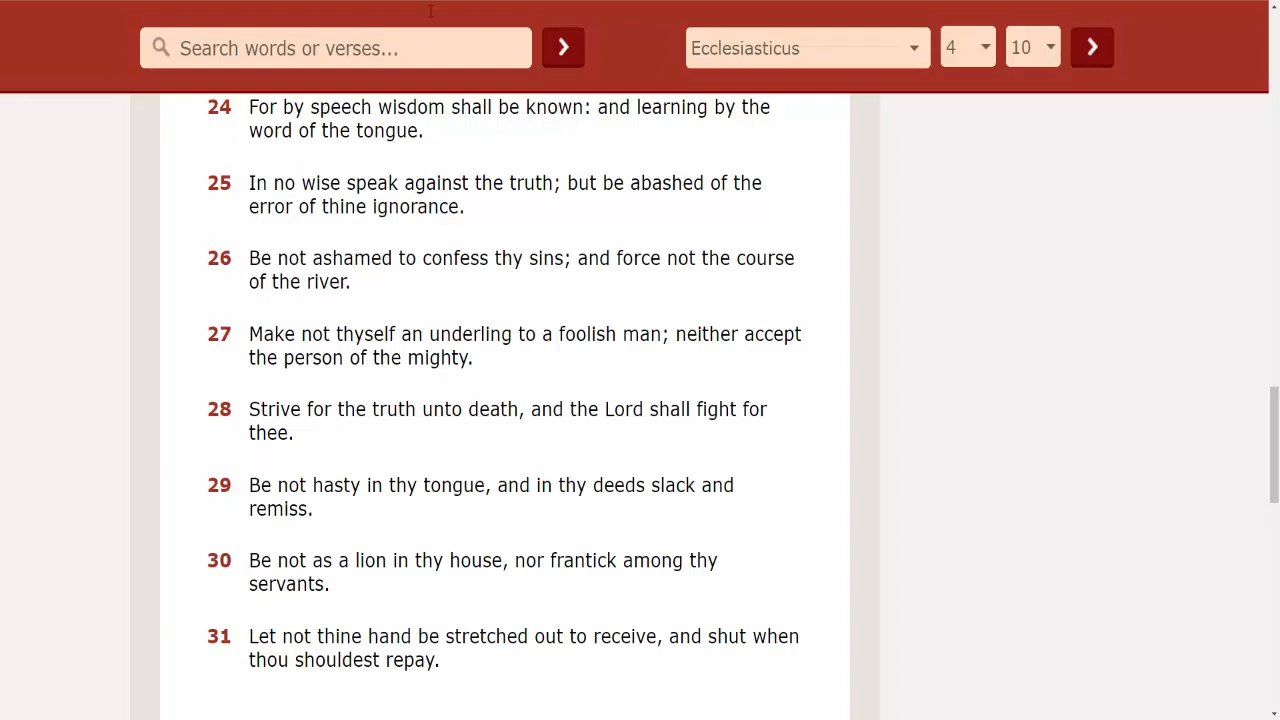 Search words or verses...
Ecclesiasticus
4
10
24 For by speech wisdom shall be known: and learning by the
word of the tongue.
25 In no wise speak against the truth; but be abashed of the
error of thine ignorance.
26 Be not ashamed to confess thy sins; and force not the course
of the river.
27 Make not thyself an underling to a foolish man; neither accept
the person of the mighty.
28 Strive for the truth unto death, and the Lord shall fight for
thee.
29 Be not hasty in thy tongue, and in thy deeds slack and
remiss.
30 Be not as a lion in thy house, nor frantick among thy
servants.
31 Let not thine hand be stretched out to receive, and shut when
thou shouldest repay.